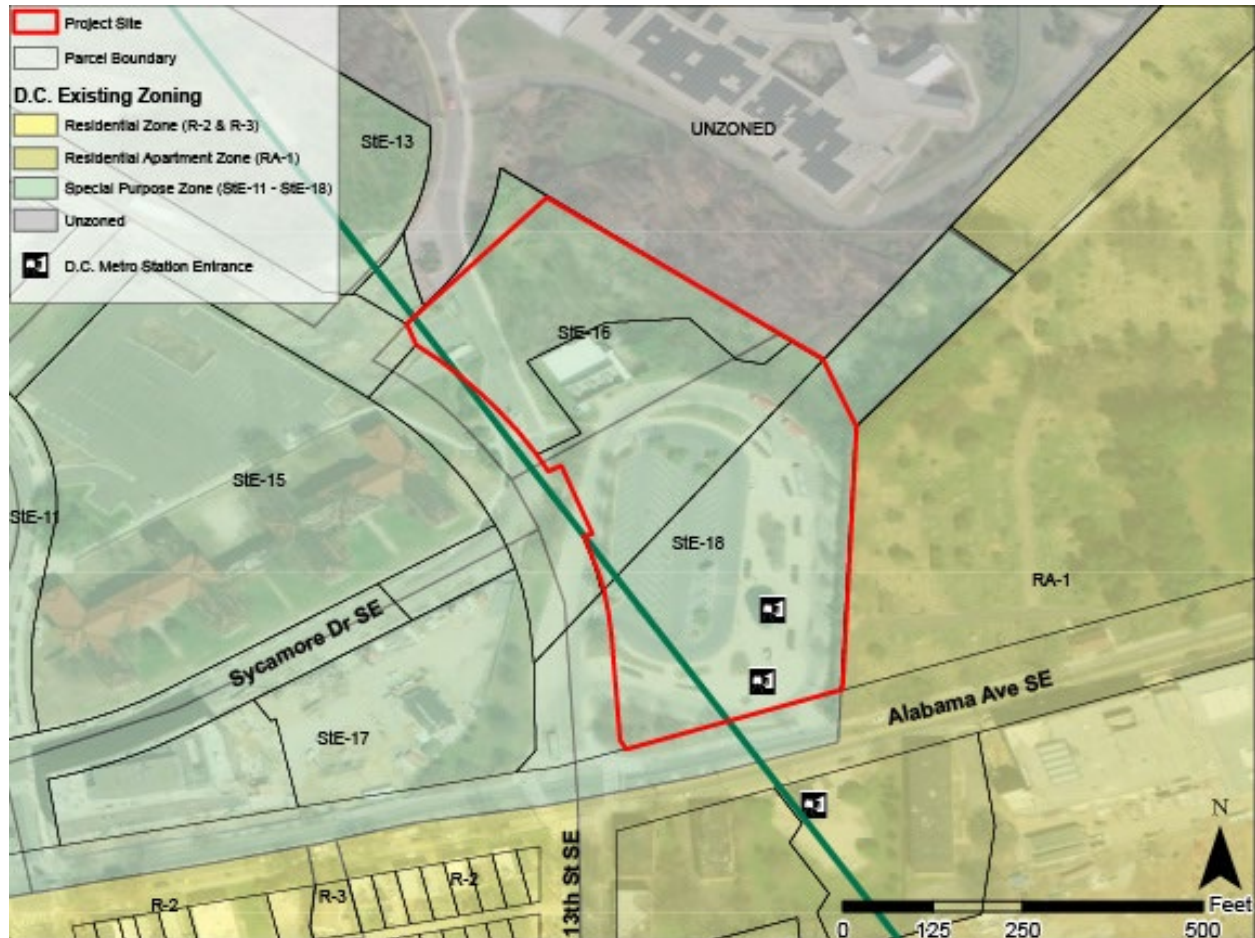 Project Site
Parcel Boundary
D.C. Existing Zoning
Residential Zone (R-2 & R-3)
Residential Apartment Zone (RA-1)
Special Purpose Zone (StE-11 - StE-18)
Unzoned
D.C. Metro Station Entrance
UNZONED
StE-13
StE-16
StE-15
StE-11
StE-18
RA-1
Sycamore Dr SE
Alabama Ave SE
StE-17
13th St SE
R-2
R-3
R-2
N
Feet
0 125 250 500